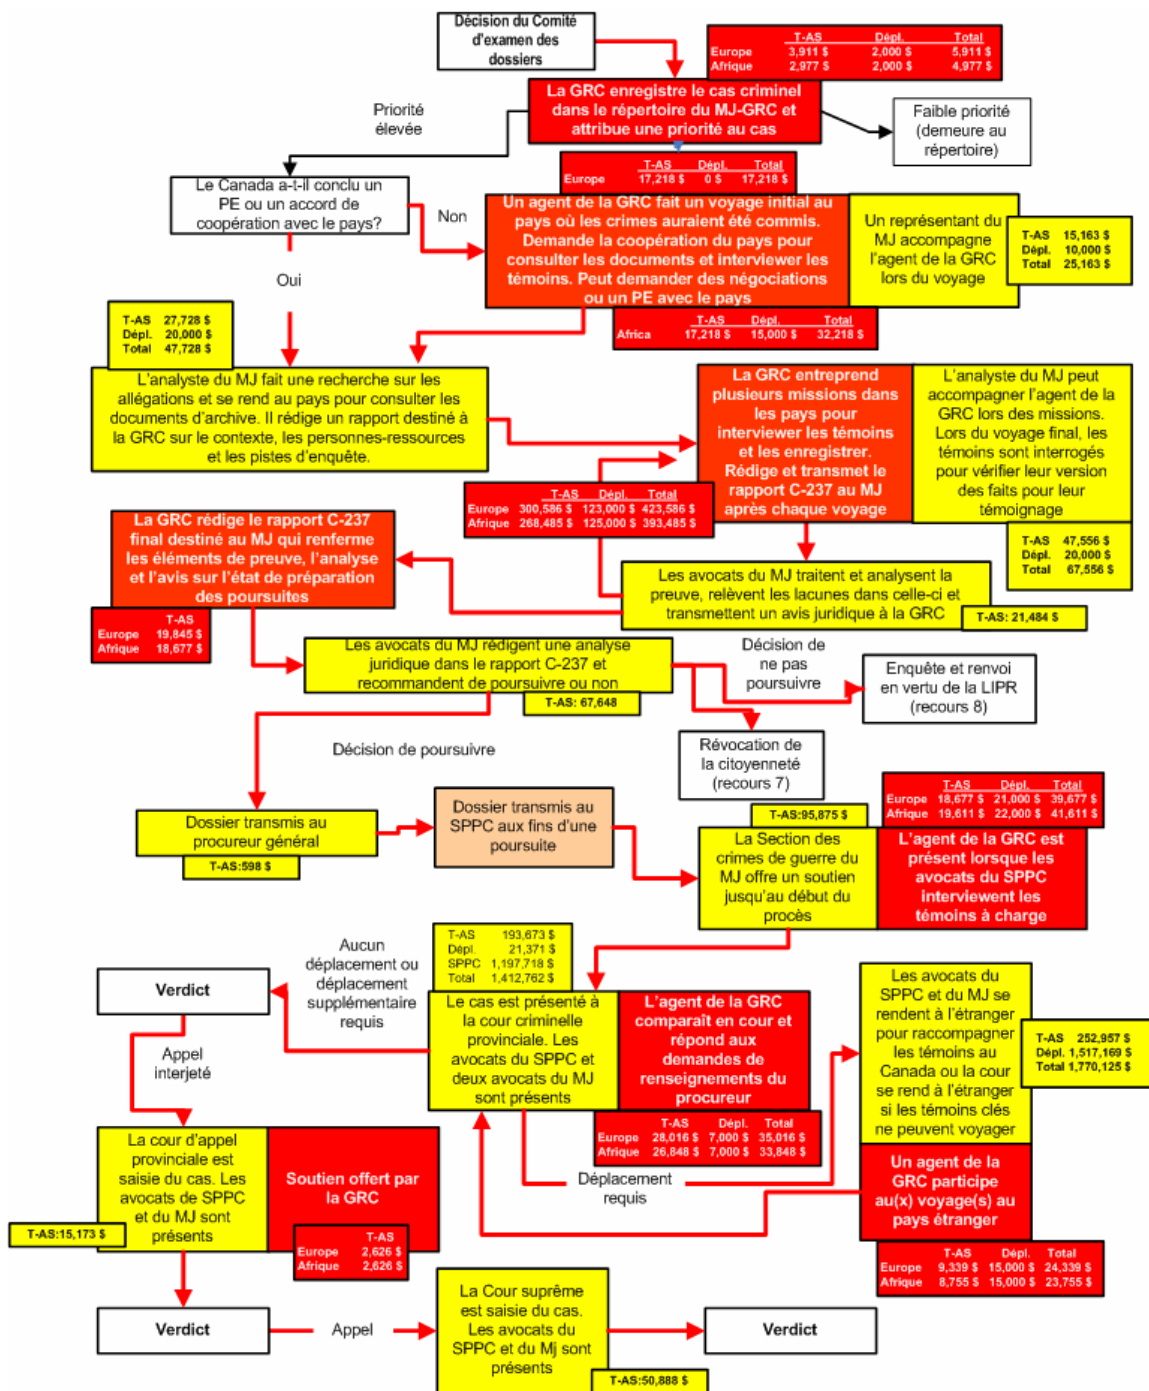 Décision du Comité
d'examen des
dossiers
T-AS Dépl. Total
Europe 3,911 $ 2,000 $ 5,911 $
Afrique 2,977 $ 2,000 $ 4,977 $
La GRC enregistre le cas criminel
dans le répertoire du MJ-GRC et
attribue une priorité au cas
Priorité
élevée
Faible priorité
(demeure au
répertoire)
T-AS Dépl. Total
Europe 17,218 $ 0 $ 17,218 $
Le Canada a-t-il conclu un
PE ou un accord de
coopération avec le pays?
Non
Oui
Un agent de la GRC fait un voyage initial au
pays où les crimes auraient été commis.
Demande la coopération du pays pour
consulter les documents et interviewer les
témoins. Peut demander des négociations
ou un PE avec le pays
Un représentant du
MJ accompagne
l'agent de la GRC
lors du voyage
T-AS 15,163 $
Dépl. 10,000 $
Total 25,163 $
T-AS Dépl. Total
Africa 17,218 $ 15,000 $ 32,218 $
T-AS 27,728 $
Dépl. 20,000 $
Total 47,728 $
L'analyste du MJ fait une recherche sur les
allégations et se rend au pays pour consulter les
documents d'archive. Il rédige un rapport destiné à
la GRC sur le contexte, les personnes-ressources
et les pistes d'enquête.
La GRC entreprend
plusieurs missions dans
les pays pour
interviewer les témoins
et les enregistrer.
Rédige et transmet le
rapport C-237 au MJ
après chaque voyage
L'analyste du MJ peut
accompagner l'agent de la
GRC lors des missions.
Lors du voyage final, les
témoins sont interrogés
pour vérifier leur version
des faits pour leur
témoignage
T-AS Dépl. Total
Europe 300,586 $ 123,000 $ 423,586 $
Afrique 268,485 $ 125,000 $ 393,485 $
T-AS 47,556 $
Dépl. 20,000 $
Total 67,556 $
La GRC rédige le rapport C-237
final destiné au MJ qui renferme
les éléments de preuve, l'analyse
et l'avis sur l'état de préparation
des poursuites
Les avocats du MJ traitent et analysent la
preuve, relèvent les lacunes dans celle-ci et
transmettent un avis juridique à la GRC
T-AS: 21,484 $
T-AS
Europe 19,845 $
Afrique 18,677 $
Les avocats du MJ rédigent une analyse
juridique dans le rapport C-237 et
recommandent de poursuivre ou non
T-AS: 67,648
Décision de
ne pas
poursuivre
Enquête et renvoi
en vertu de la LIPR
(recours 8)
Révocation de
la citoyenneté
(recours 7)
Décision de poursuivre
Dossier transmis au
procureur général
T-AS:598 $
Dossier transmis au
SPPC aux fins d'une
poursuite
T-AS:95,875 $
La Section des
crimes de guerre du
MJ offre un soutien
jusqu'au début du
procès
T-AS Dépl. Total
Europe 18,677 $ 21,000 $ 39,677 $
Afrique 19,611 $ 22,000 $ 41,611 $
L'agent de la GRC est
présent lorsque les
avocats du SPPC
interviewent les
témoins à charge
T-AS 193,673 $
Dépl 21,371 $
SPPC 1,197,718 $
Total 1,412,762 $
Aucun
déplacement ou
déplacement
supplémentaire
requis
Verdict
Le cas est présenté à
la cour criminelle
provinciale. Les
avocats du SPPC et
deux avocats du MJ
sont présents
L'agent de la GRC
comparaît en cour et
répond aux
demandes de
renseignements du
procureur
T-AS Dépl. Total
Europe 28,016 $ 7,000 $ 35,016 $
Afrique 26,848 $ 7,000 $ 33,848 $
Les avocats du
SPPC et du MJ se
rendent à l'étranger
pour raccompagner
les témoins au
Canada ou la cour
se rend à l'étranger
si les témoins clés
ne peuvent voyager
T-AS 252,957 $
Dépl. 1,517,169 $
Total 1,770,125 $
Un agent de la
GRC participe
au(x) voyage(s) au
pays étranger
T-AS Dépl. Total
Europe 9,339 $ 15,000 $ 24,339 $
Afrique 8,755 $ 15,000 $ 23,755 $
Déplacement
requis
Appel
interjeté
La cour d'appel
provinciale est
saisie du cas. Les
avocats de SPPC
et du MJ sont
présents
T-AS:15,173 $
Soutien offert par
la GRC
T-AS
Europe 2,626 $
Afrique 2,626 $
Verdict
Appel
La Cour suprême
est saisie du cas.
Les avocats du
SPPC et du Mj sont
présents
T-AS:50,888 $
Verdict